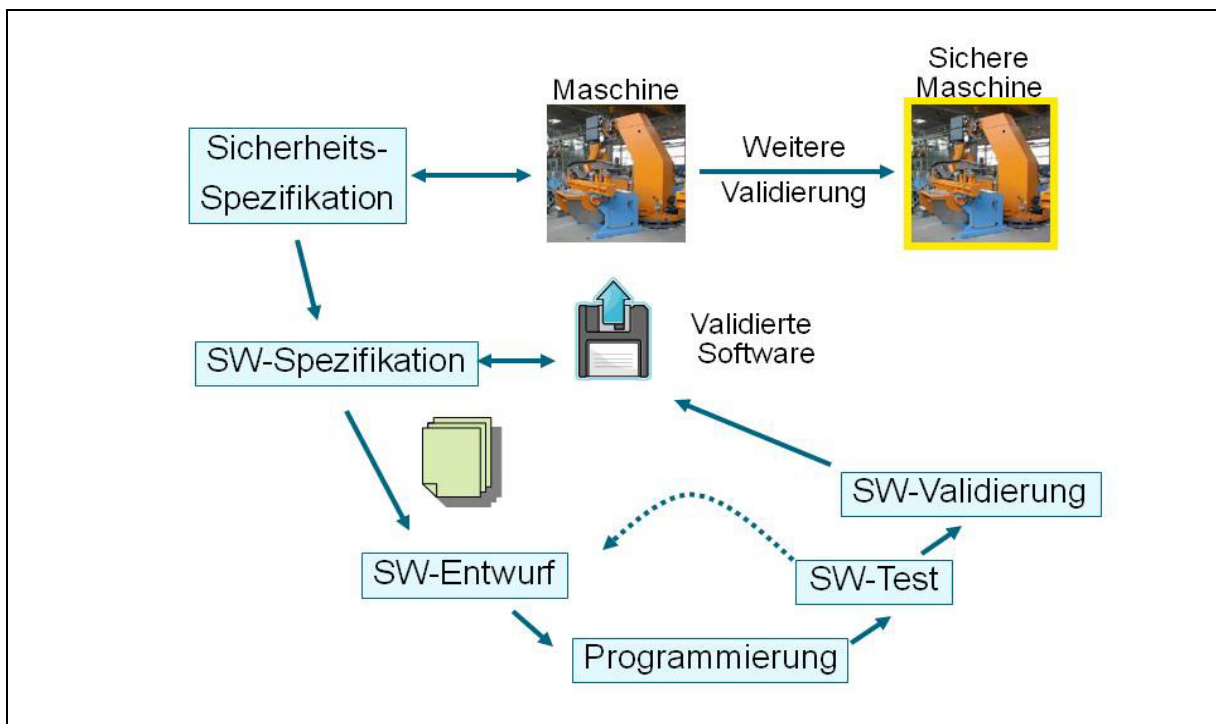 Sicherheits-
Spezifikation
Maschine
Weitere
Validierung
Sichere
Maschine
SW-Spezifikation
Validierte
Software
SW-Validierung
SW-Entwurf
SW-Test
Programmierung